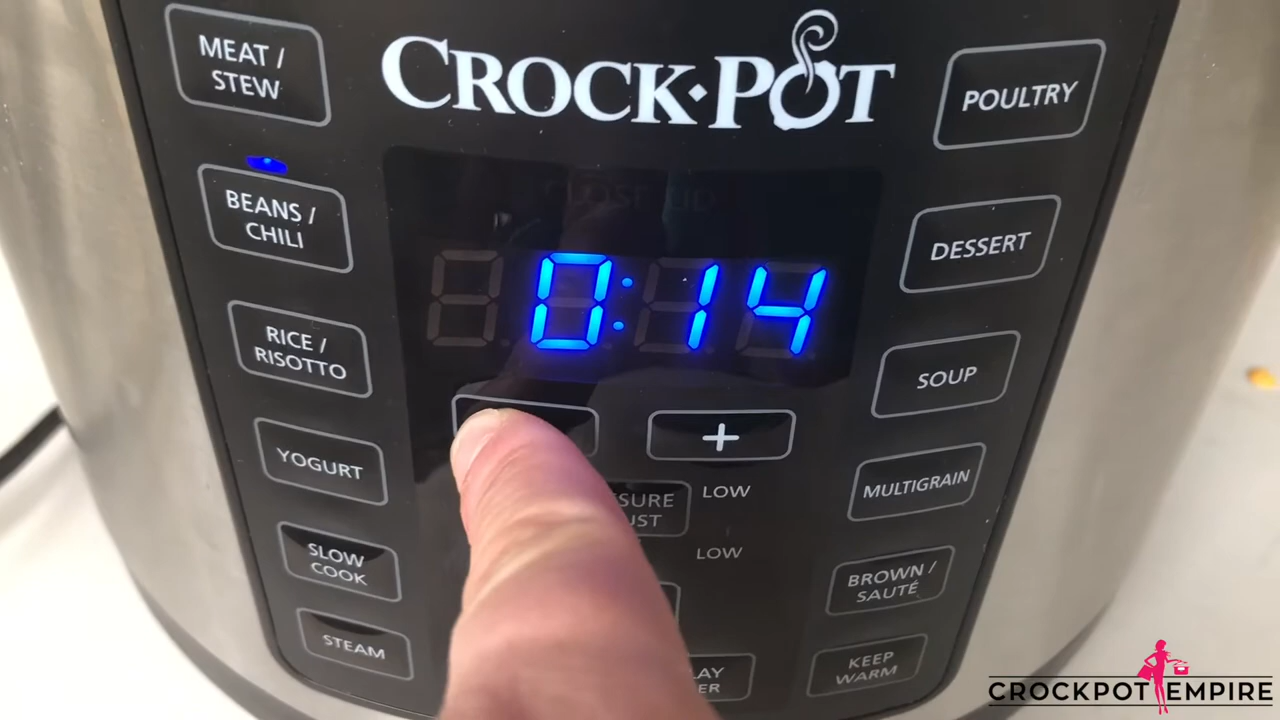 MEAT /
STEW
CROCK·POT
POULTRY
BEANS /
CHILI
0:14
DESSERT
RICE /
RISOTTO
+
SOUP
YOGURT
LOW
MULTIGRAIN
SLOW
COOK
LOW
BROWN /
SAUTÉ
STEAM
KEEP
WARM
CROCKPOT EMPIRE